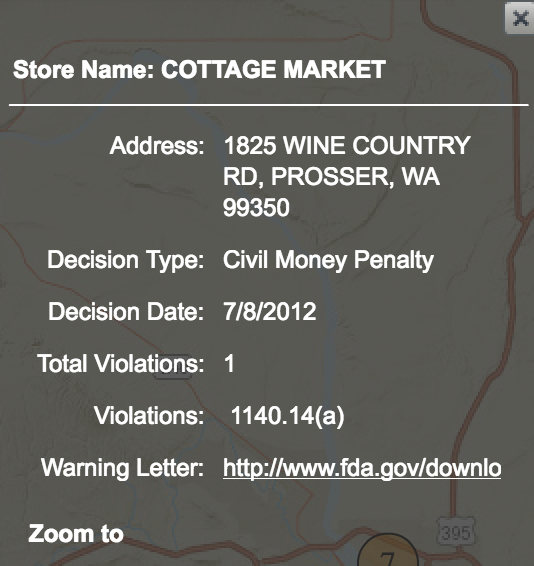 Store Name: COTTAGE MARKET
Address: 1825 WINE COUNTRY
RD, PROSSER, WA
99350
Decision Type: Civil Money Penalty
Decision Date: 7/8/2012
Total Violations: 1
Violations: 1140.14(a)
Warning Letter: http://www.fda.gov/downlo
Zoom to
395
7